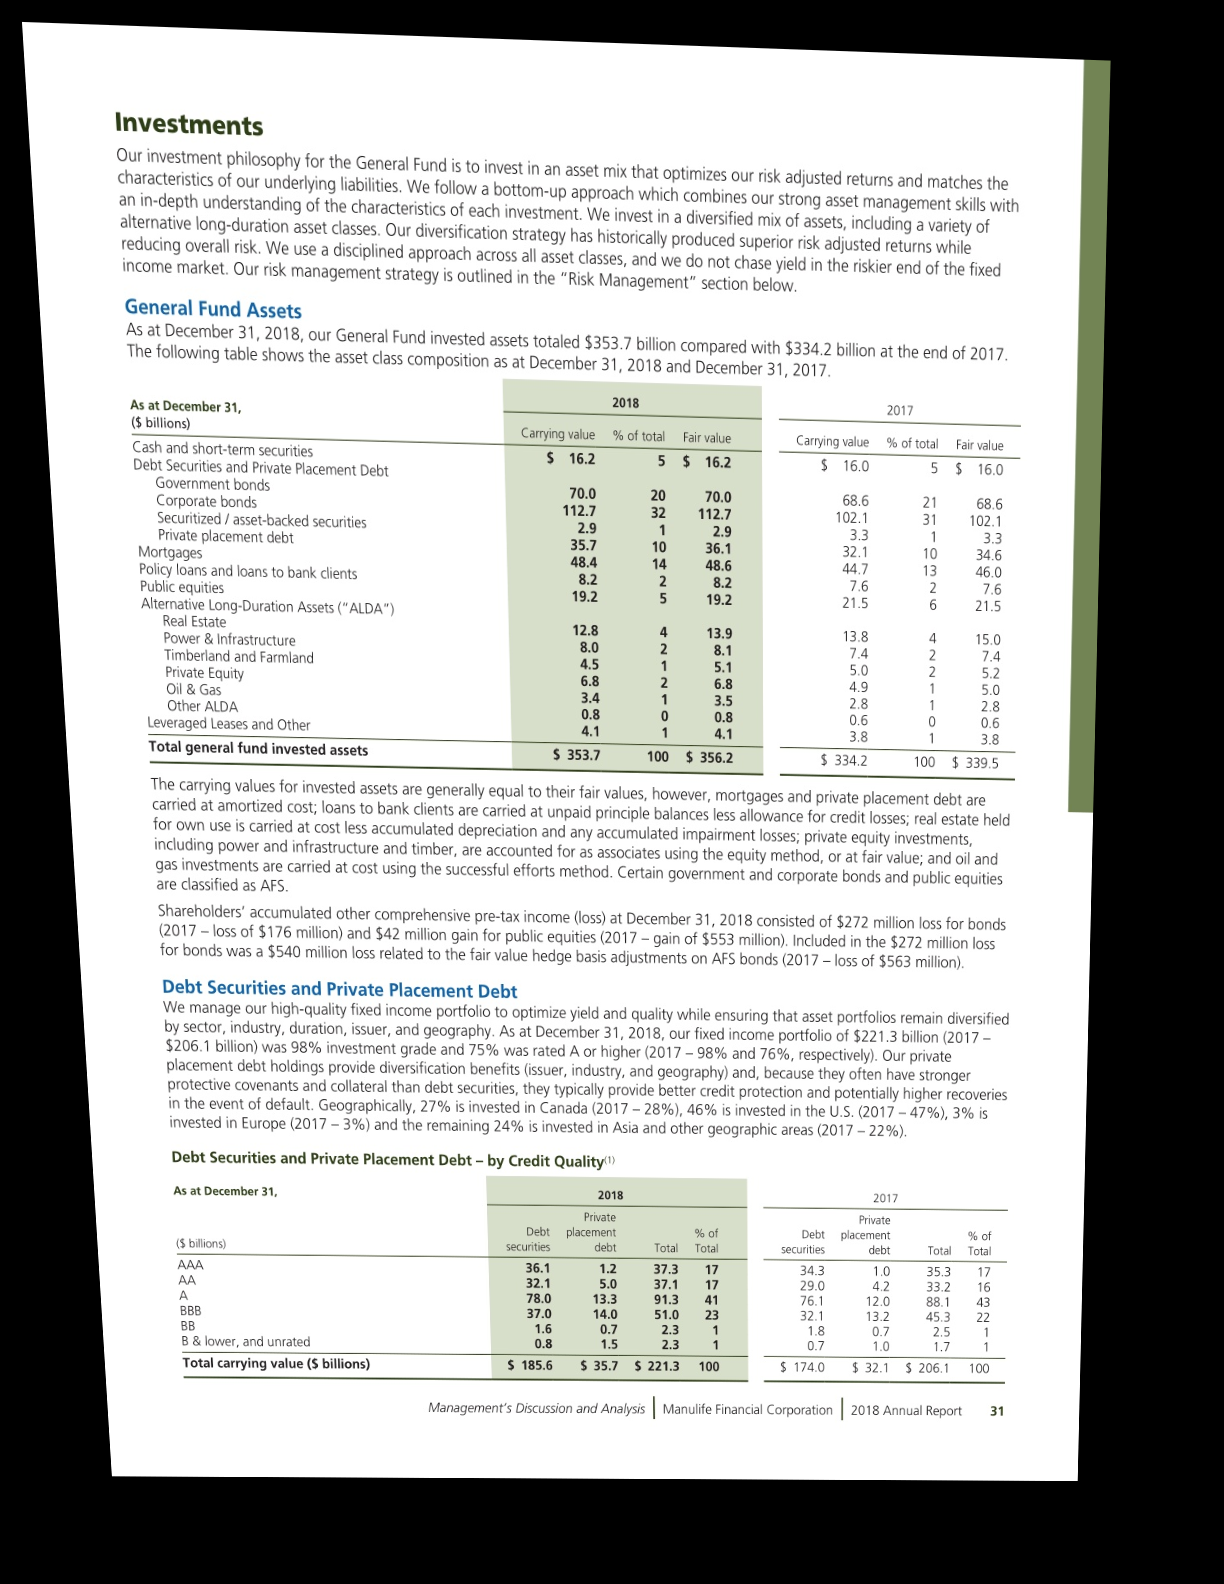 Investments
Our investment philosophy for the General Fund is to invest in an asset mix that optimizes our risk adjusted returns and matches the
characteristics of our underlying liabilities. We follow a bottom-up approach which combines our strong asset management skills with
an in-depth understanding of the characteristics of each investment. We invest in a diversified mix of assets, including a variety of
alternative long-duration asset classes. Our diversification strategy has historically produced superior risk adjusted returns while
reducing overall risk. We use a disciplined approach across all asset classes, and we do not chase yield in the riskier end of the fixed
income market. Our risk management strategy is outlined in the “Risk Management” section below.
General Fund Assets
As at December 31, 2018, our General Fund invested assets totaled $353.7 billion compared with $334.2 billion at the end of 2017.
The following table shows the asset class composition as at December 31, 2018 and December 31, 2017.
As at December 31, 2018 2017
($ billions) Carrying value % of total Fair value Carrying value % of total Fair value
Cash and short-term securities $ 16.2 5 $ 16.2 $ 16.0 5 $ 16.0
Debt Securities and Private Placement Debt
Government bonds 70.0 20 70.0 68.6 21 68.6
Corporate bonds 112.7 32 112.7 102.1 31 102.1
Securitized / asset-backed securities 2.9 1 2.9 3.3 1 3.3
Private placement debt 35.7 10 36.1 32.1 10 34.6
Mortgages 48.4 14 48.6 44.7 13 46.0
Policy loans and loans to bank clients 8.2 2 8.2 7.6 2 7.6
Public equities 19.2 5 19.2 21.5 6 21.5
Alternative Long-Duration Assets (“ALDA”)
Real Estate 12.8 4 13.9 13.8 4 15.0
Power & Infrastructure 8.0 2 8.1 7.4 2 7.4
Timberland and Farmland 4.5 1 5.1 5.0 2 5.2
Private Equity 6.8 2 6.8 4.9 1 5.0
Oil & Gas 3.4 1 3.5 2.8 1 2.8
Other ALDA 0.8 0 0.8 0.6 0 0.6
Leveraged Leases and Other 4.1 1 4.1 3.8 1 3.8
Total general fund invested assets $ 353.7 100 $ 356.2 $ 334.2 100 $ 339.5
The carrying values for invested assets are generally equal to their fair values, however, mortgages and private placement debt are
carried at amortized cost; loans to bank clients are carried at unpaid principle balances less allowance for credit losses; real estate held
for own use is carried at cost less accumulated depreciation and any accumulated impairment losses; private equity investments,
including power and infrastructure and timber, are accounted for as associates using the equity method, or at fair value; and oil and
gas investments are carried at cost using the successful efforts method. Certain government and corporate bonds and public equities
are classified as AFS.
Shareholders’ accumulated other comprehensive pre-tax income (loss) at December 31, 2018 consisted of $272 million loss for bonds
(2017 – loss of $176 million) and $42 million gain for public equities (2017 – gain of $553 million). Included in the $272 million loss
for bonds was a $540 million loss related to the fair value hedge basis adjustments on AFS bonds (2017 – loss of $563 million).
Debt Securities and Private Placement Debt
We manage our high-quality fixed income portfolio to optimize yield and quality while ensuring that asset portfolios remain diversified
by sector, industry, duration, issuer, and geography. As at December 31, 2018, our fixed income portfolio of $221.3 billion (2017 –
$206.1 billion) was 98% investment grade and 75% was rated A or higher (2017 – 98% and 76%, respectively). Our private
placement debt holdings provide diversification benefits (issuer, industry, and geography) and, because they often have stronger
protective covenants and collateral than debt securities, they typically provide better credit protection and potentially higher recoveries
in the event of default. Geographically, 27% is invested in Canada (2017 – 28%), 46% is invested in the U.S. (2017 – 47%), 3% is
invested in Europe (2017 – 3%) and the remaining 24% is invested in Asia and other geographic areas (2017 – 22%).
Debt Securities and Private Placement Debt – by Credit Quality(1)
As at December 31, 2018 2017
Private Private
Debt placement % of Debt placement % of
($ billions) securities debt Total Total securities debt Total Total
AAA 36.1 1.2 37.3 17 34.3 1.0 35.3 17
AA 32.1 5.0 37.1 17 29.0 4.2 33.2 16
A 78.0 13.3 91.3 41 76.1 12.0 88.1 43
BBB 37.0 14.0 51.0 23 32.1 13.2 45.3 22
BB 1.6 0.7 2.3 1 1.8 0.7 2.5 1
B & lower, and unrated 0.8 1.5 2.3 1 0.7 1.0 1.7 1
Total carrying value ($ billions) $ 185.6 $ 35.7 $ 221.3 100 $ 174.0 $ 32.1 $ 206.1 100
Management’s Discussion and Analysis | Manulife Financial Corporation | 2018 Annual Report 31